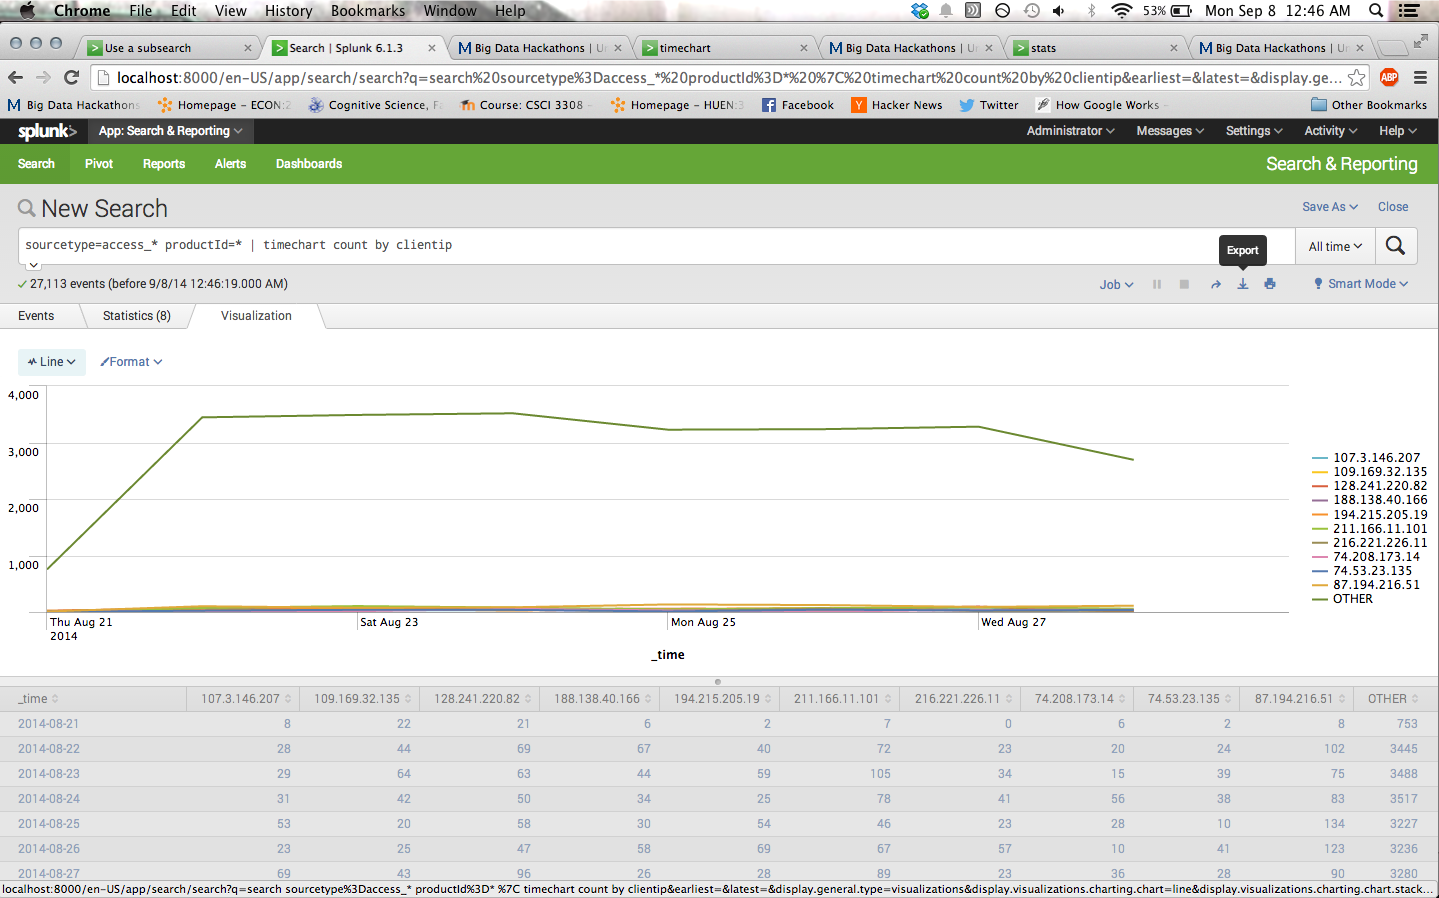 Chrome File Edit View History Bookmarks Window Help 53% Mon Sep 8 12:46 AM
Use a subsearch Search | Splunk 6.1.3 Big Data Hackathons | Un timechart Big Data Hackathons | Un stats Big Data Hackathons | Un
localhost:8000/en-US/app/search/search?q=search%20sourcetype%3Daccess_*%20productId%3D*%20%7C%20timechart%20count%20by%20clientip&earliest=&latest=&display.ge... ABP
Big Data Hackathons Homepage – ECON:2 Cognitive Science, Fa Course: CSCI 3308 – Homepage – HUEN:3 Facebook Hacker News Twitter How Google Works – Other Bookmarks
splunk> App: Search & Reporting Administrator Messages Settings Activity Help
Search Pivot Reports Alerts Dashboards Search & Reporting
New Search Save As Close
sourcetype=access_* productId=* | timechart count by clientip All time
Export
27,113 events (before 9/8/14 12:46:19.000 AM) Job Smart Mode
Events Statistics (8) Visualization
Line Format
4,000
3,000
2,000
1,000
Thu Aug 21 Sat Aug 23 Mon Aug 25 Wed Aug 27
2014
_time
107.3.146.207
109.169.32.135
128.241.220.82
188.138.40.166
194.215.205.19
211.166.11.101
216.221.226.11
74.208.173.14
74.53.23.135
87.194.216.51
OTHER
_time 107.3.146.207 109.169.32.135 128.241.220.82 188.138.40.166 194.215.205.19 211.166.11.101 216.221.226.11 74.208.173.14 74.53.23.135 87.194.216.51 OTHER
2014-08-21 8 22 21 6 2 7 0 6 2 8 753
2014-08-22 28 44 69 67 40 72 23 20 24 102 3445
2014-08-23 29 64 63 44 59 105 34 15 39 75 3488
2014-08-24 31 42 50 34 25 78 41 56 38 83 3517
2014-08-25 53 20 58 30 54 46 23 28 10 134 3227
2014-08-26 23 25 47 58 69 67 57 10 41 123 3236
2014-08-27 69 43 96 26 28 89 23 36 28 90 3280
localhost:8000/en-US/app/search/search?q=search sourcetype%3Daccess_* productId%3D* %7C timechart count by clientip&earliest=&latest=&display.general.type=visualizations&display.visualizations.charting.chart=line&display.visualizations.charting.chart.stack...